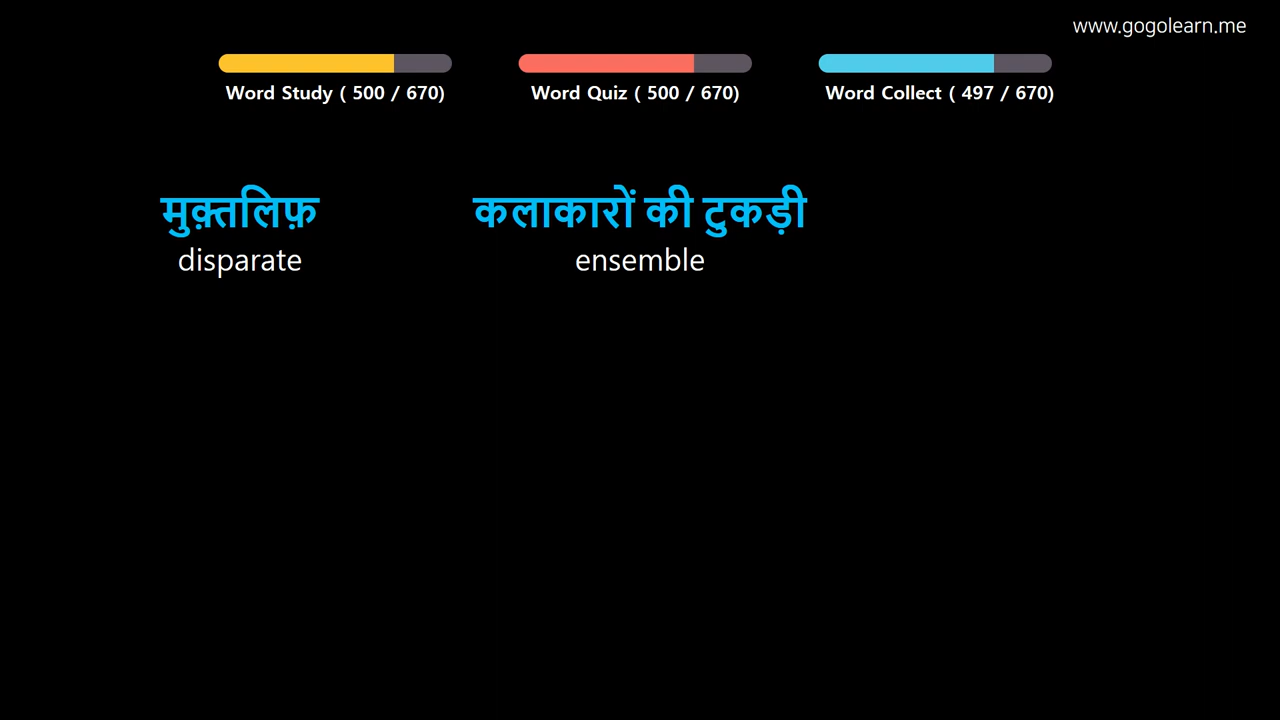 www.gogolearn.me
Word Study ( 500 / 670)
Word Quiz ( 500 / 670)
Word Collect ( 497 / 670)
मुक़्तलिफ़
disparate
कलाकारों की टुकड़ी
ensemble